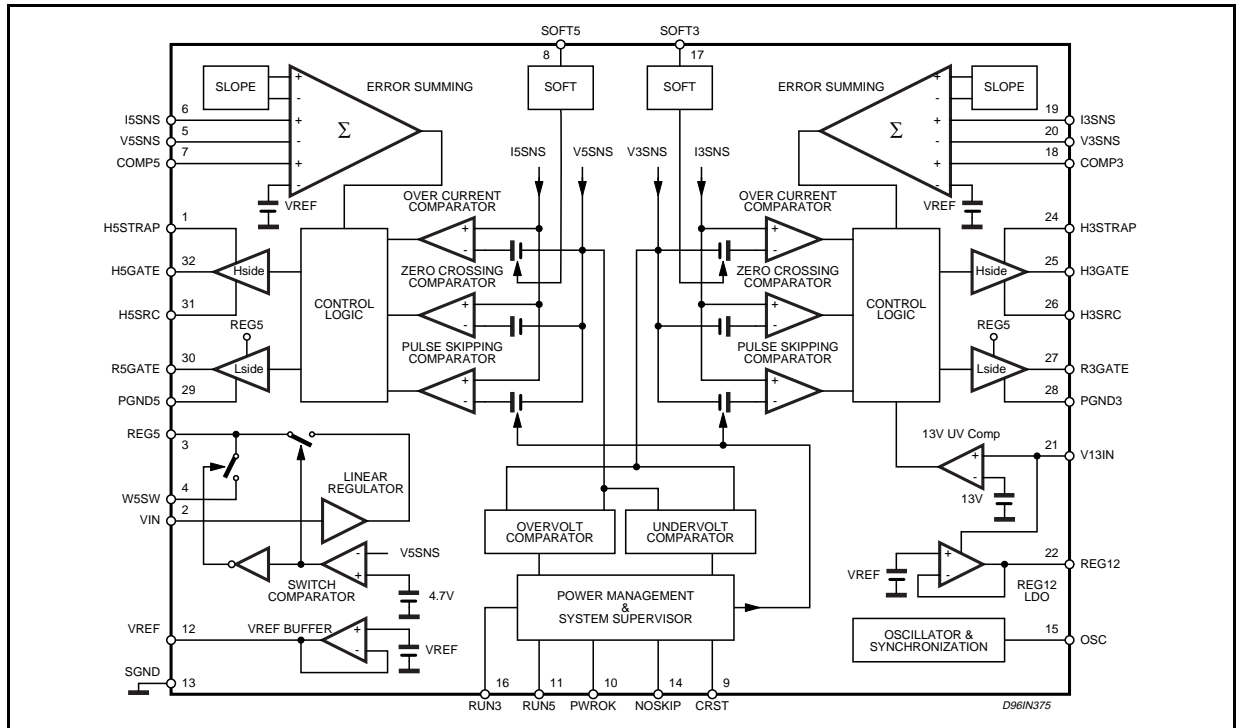 SOFT5 SOFT3
8 17
SLOPE ERROR SUMMING SOFT SOFT ERROR SUMMING SLOPE
+ - + - + - Σ
Σ + - + - + -
6 I5SNS
5 V5SNS
7 COMP5
19 I3SNS
20 V3SNS
18 COMP3
I5SNS V5SNS V3SNS I3SNS
VREF VREF
OVER CURRENT COMPARATOR
OVER CURRENT COMPARATOR
1 H5STRAP
24 H3STRAP
+ -
+ -
32 H5GATE Hside
Hside 25 H3GATE
ZERO CROSSING COMPARATOR
ZERO CROSSING COMPARATOR
31 H5SRC
26 H3SRC
CONTROL LOGIC
CONTROL LOGIC
+ -
+ -
REG5 REG5
PULSE SKIPPING COMPARATOR
PULSE SKIPPING COMPARATOR
30 R5GATE Lside
Lside 27 R3GATE
29 PGND5
28 PGND3
+ -
+ -
REG5 3
13V UV Comp
21 V13IN
+ -
13V
W5SW 4
VIN 2
LINEAR REGULATOR
OVERVOLT COMPARATOR
UNDERVOLT COMPARATOR
- V5SNS
+
SWITCH COMPARATOR
4.7V
VREF + -
22 REG12
REG12 LDO
POWER MANAGEMENT
&
SYSTEM SUPERVISOR
VREF 12
VREF BUFFER
+ -
VREF
OSCILLATOR & SYNCHRONIZATION
15 OSC
SGND 13
16 11 10 14 9
RUN3 RUN5 PWROK NOSKIP CRST
D96IN375